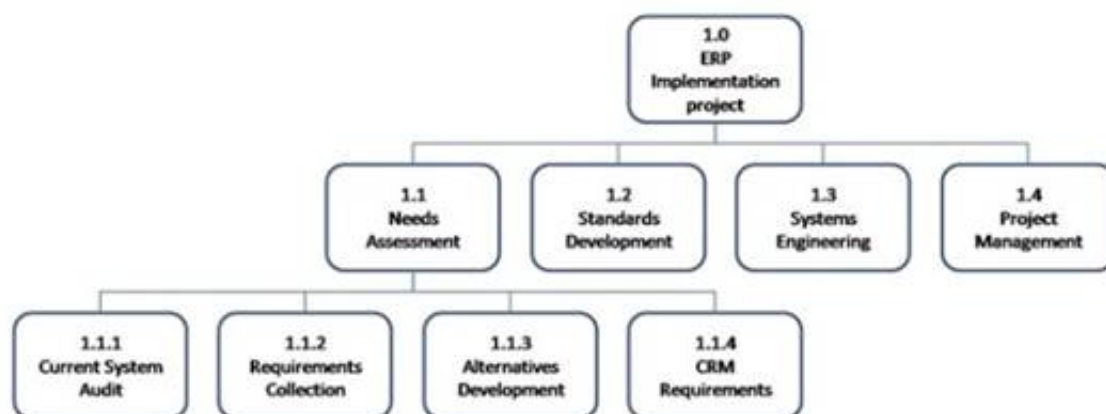 1.0
ERP
Implementation
project
1.1
Needs
Assessment
1.2
Standards
Development
1.3
Systems
Engineering
1.4
Project
Management
1.1.1
Current System
Audit
1.1.2
Requirements
Collection
1.1.3
Alternatives
Development
1.1.4
CRM
Requirements